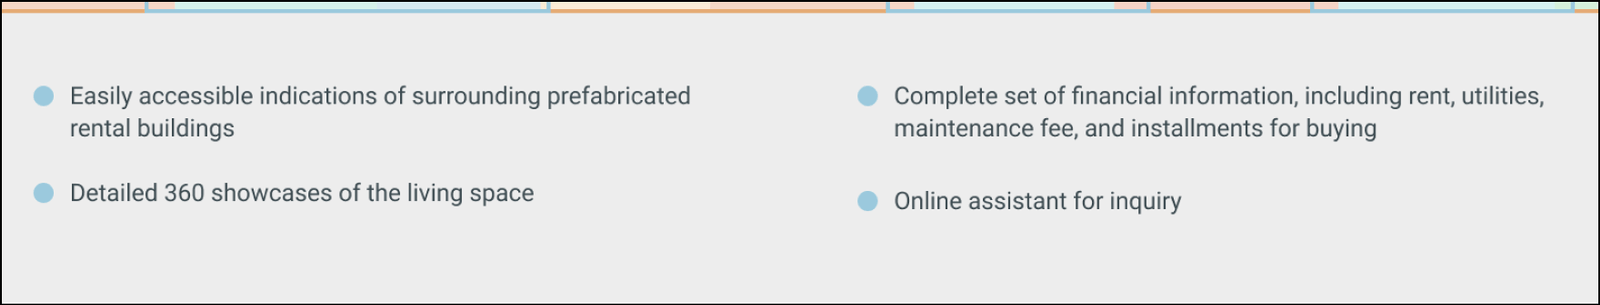 Easily accessible indications of surrounding prefabricated
rental buildings
Detailed 360 showcases of the living space
Complete set of financial information, including rent, utilities,
maintenance fee, and installments for buying
Online assistant for inquiry